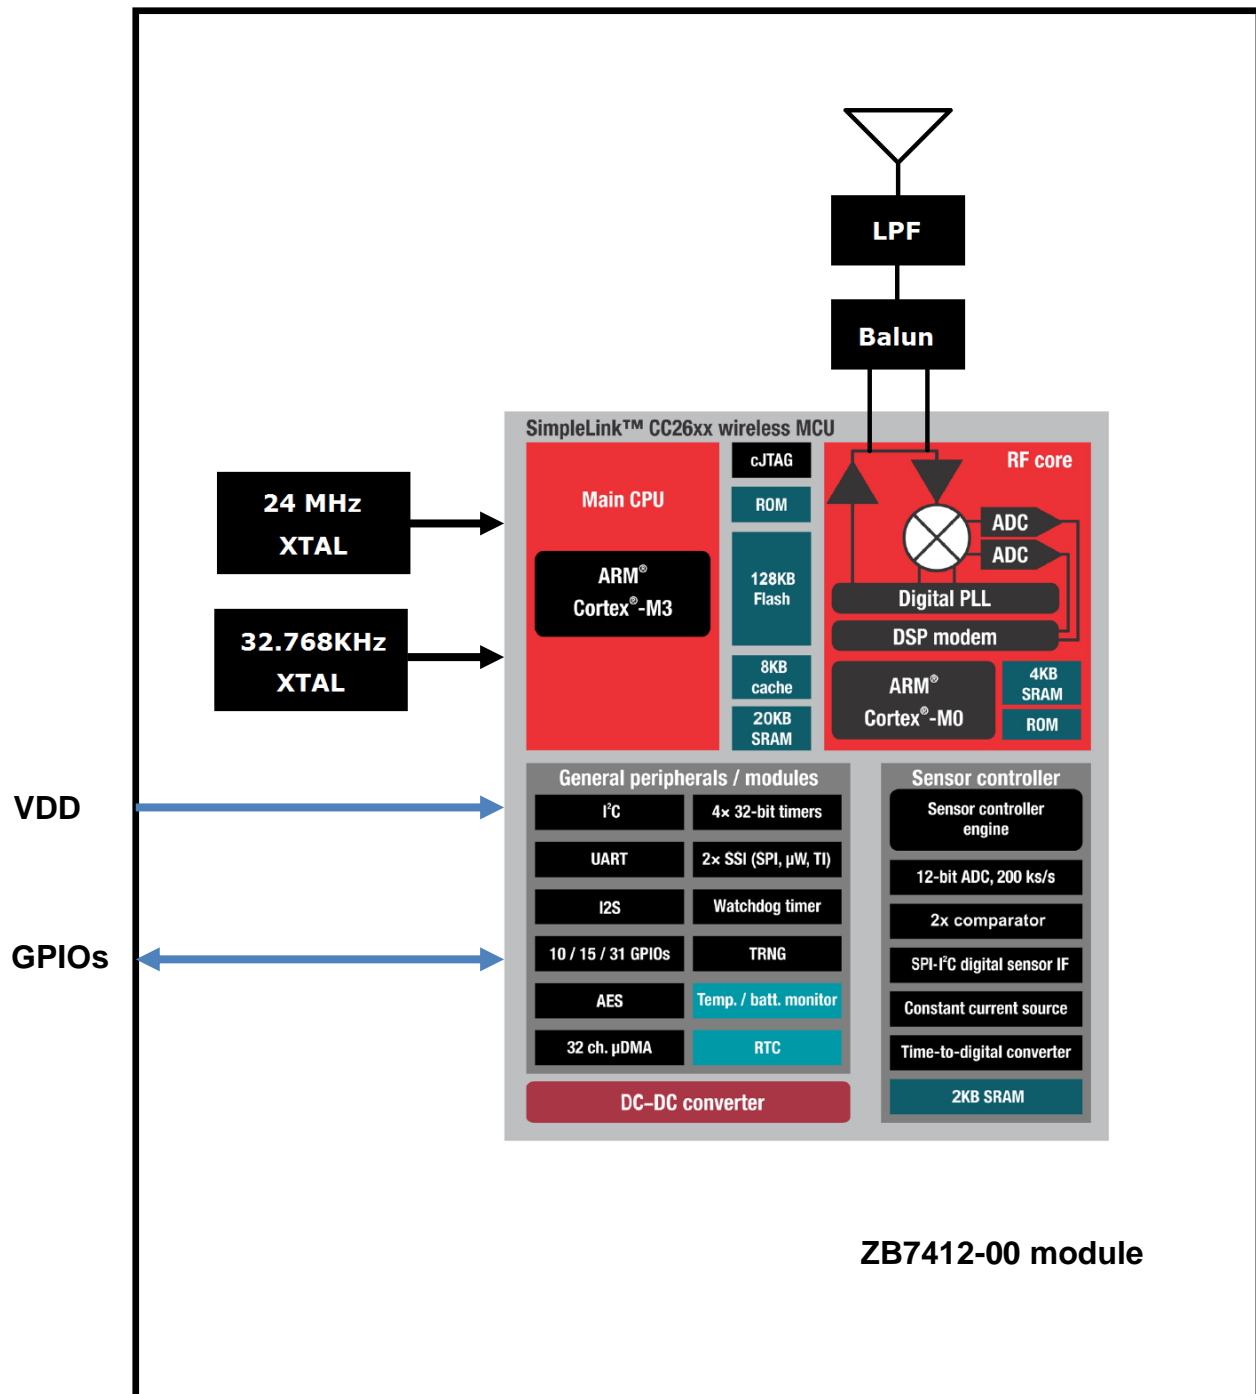 LPF
Balun
SimpleLink™ CC26xx wireless MCU
24 MHz
XTAL
32.768KHz
XTAL
Main CPU
ARM®
Cortex®-M3
cJTAG
ROM
128KB
Flash
8KB
cache
20KB
SRAM
RF core
ADC
ADC
Digital PLL
DSP modem
ARM®
Cortex®-M0
4KB
SRAM
ROM
VDD
GPIOs
General peripherals / modules
I²C
4× 32-bit timers
UART
2× SSI (SPI, µW, TI)
I2S
Watchdog timer
10 / 15 / 31 GPIOs
TRNG
AES
Temp. / batt. monitor
32 ch. µDMA
RTC
DC–DC converter
Sensor controller
Sensor controller
engine
12-bit ADC, 200 ks/s
2x comparator
SPI-I²C digital sensor IF
Constant current source
Time-to-digital converter
2KB SRAM
ZB7412-00 module